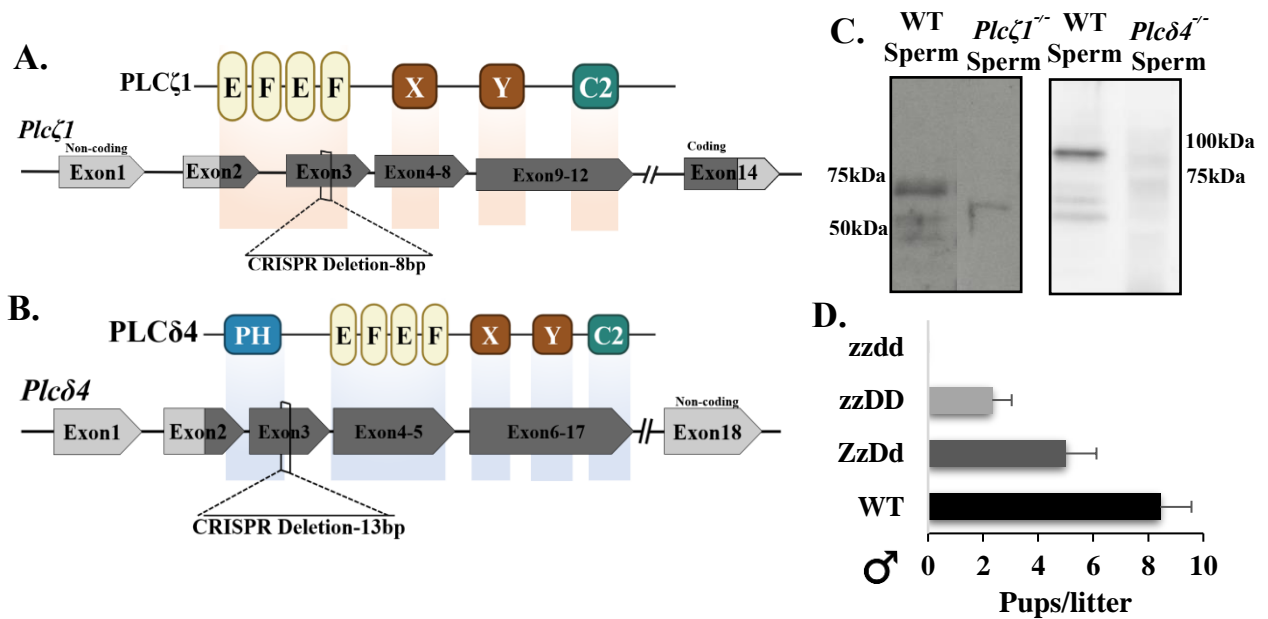 A.
PLCζ1
E F E F
X
Y
C2
Plcζ1
Non-coding
Exon1
Exon2
Exon3
Exon4-8
Exon9-12
//
Coding
Exon14
CRISPR Deletion-8bp
B.
PLCδ4
PH
E F E F
X
Y
C2
Plcδ4
Exon1
Exon2
Exon3
Exon4-5
Exon6-17
//
Non-coding
Exon18
CRISPR Deletion-13bp
C.
WT
Sperm
Plcζ1-/-
Sperm
WT
Sperm
Plcδ4-/-
Sperm
75kDa
50kDa
100kDa
75kDa
D.
zzdd
zzDD
ZzDd
WT
♂
0 2 4 6 8 10
Pups/litter